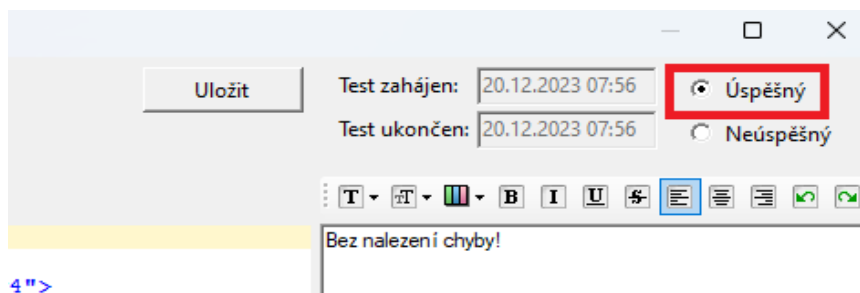 Uložit
Test zahájen: 20.12.2023 07:56
Úspěšný
Test ukončen: 20.12.2023 07:56
Neúspěšný
T T B I U S
Bez nalezení chyby!
4">